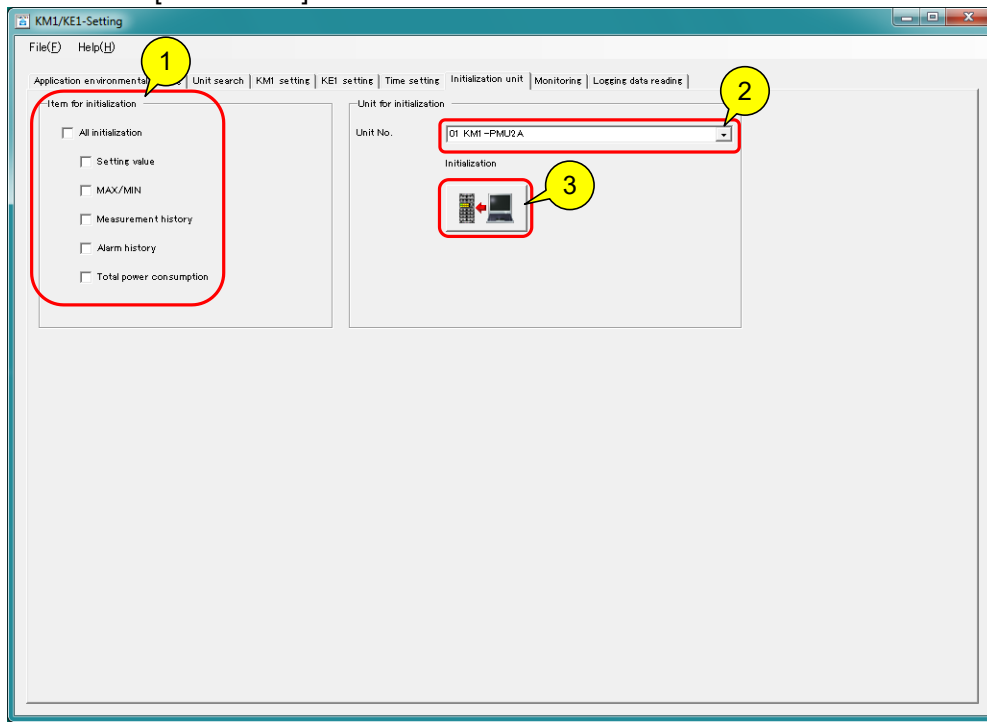 KM1/KE1-Setting
File(F) Help(H)
1
Unit search KM1 setting KE1 setting Time setting Initialization unit Monitoring Logging data reading
2
Item for initialization
Unit for initialization
All initialization
Unit No.
01 KM1-PMU2A
Initialization
Setting value
3
MAX/MIN
Measurement history
Alarm history
Total power consumption